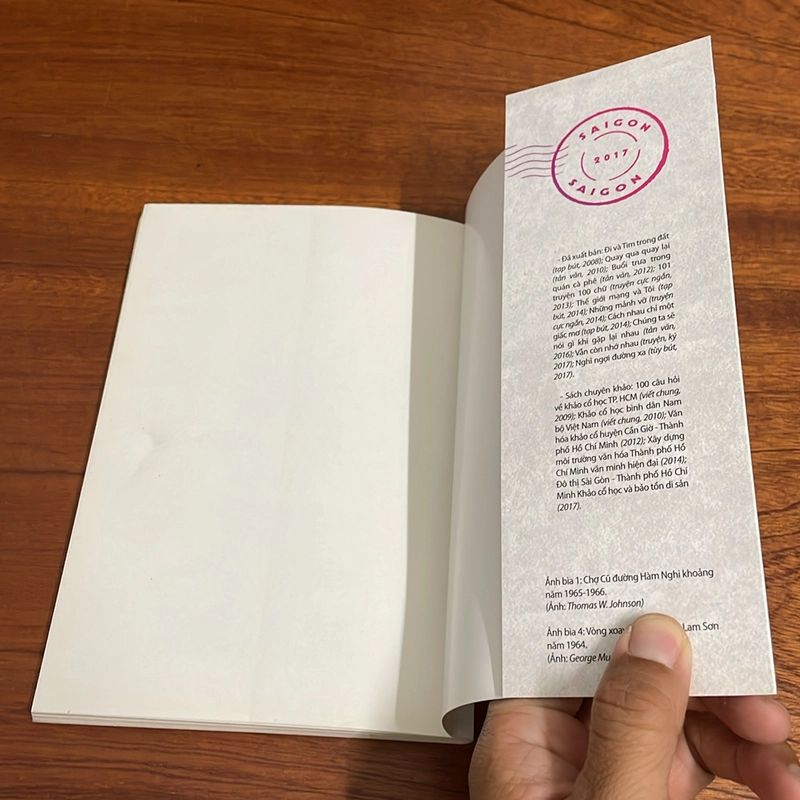 SAIGON
2017
SAIGON
- Đã xuất bản: Đi và Tìm trong đất
(tạp bút, 2008); Quay qua quay lại
(tản văn, 2010); Buổi trưa trong
quán cà phê (tản văn, 2012); 101
truyện 100 chữ (truyện cực ngắn,
2013); Thế giới mạng và Tôi (tạp
bút, 2014); Những mảnh vỡ (truyện
cực ngắn, 2014); Cách nhau chỉ một
giấc mơ (tạp bút, 2014); Chúng ta sẽ
nói gì khi gặp lại nhau (tản văn,
2016); Vẫn còn nhớ nhau (truyện, ký
2017); Nghĩ ngợi đường xa (tùy bút,
2017).
- Sách chuyên khảo: 100 câu hỏi
về khảo cổ học TP. HCM (viết chung,
2009); Khảo cổ học bình dân Nam
bộ Việt Nam (viết chung, 2010); Văn
hóa khảo cổ huyện Cần Giờ - Thành
phố Hồ Chí Minh (2012); Xây dựng
môi trường văn hóa Thành phố Hồ
Chí Minh văn minh hiện đại (2014);
Đô thị Sài Gòn - Thành phố Hồ Chí
Minh Khảo cổ học và bảo tồn di sản
(2017).
Ảnh bìa 1: Chợ Cũ đường Hàm Nghi khoảng
năm 1965-1966.
(Ảnh: Thomas W. Johnson)
Ảnh bìa 4: Vòng Lam Sơn
năm 1964.
(Ảnh: George